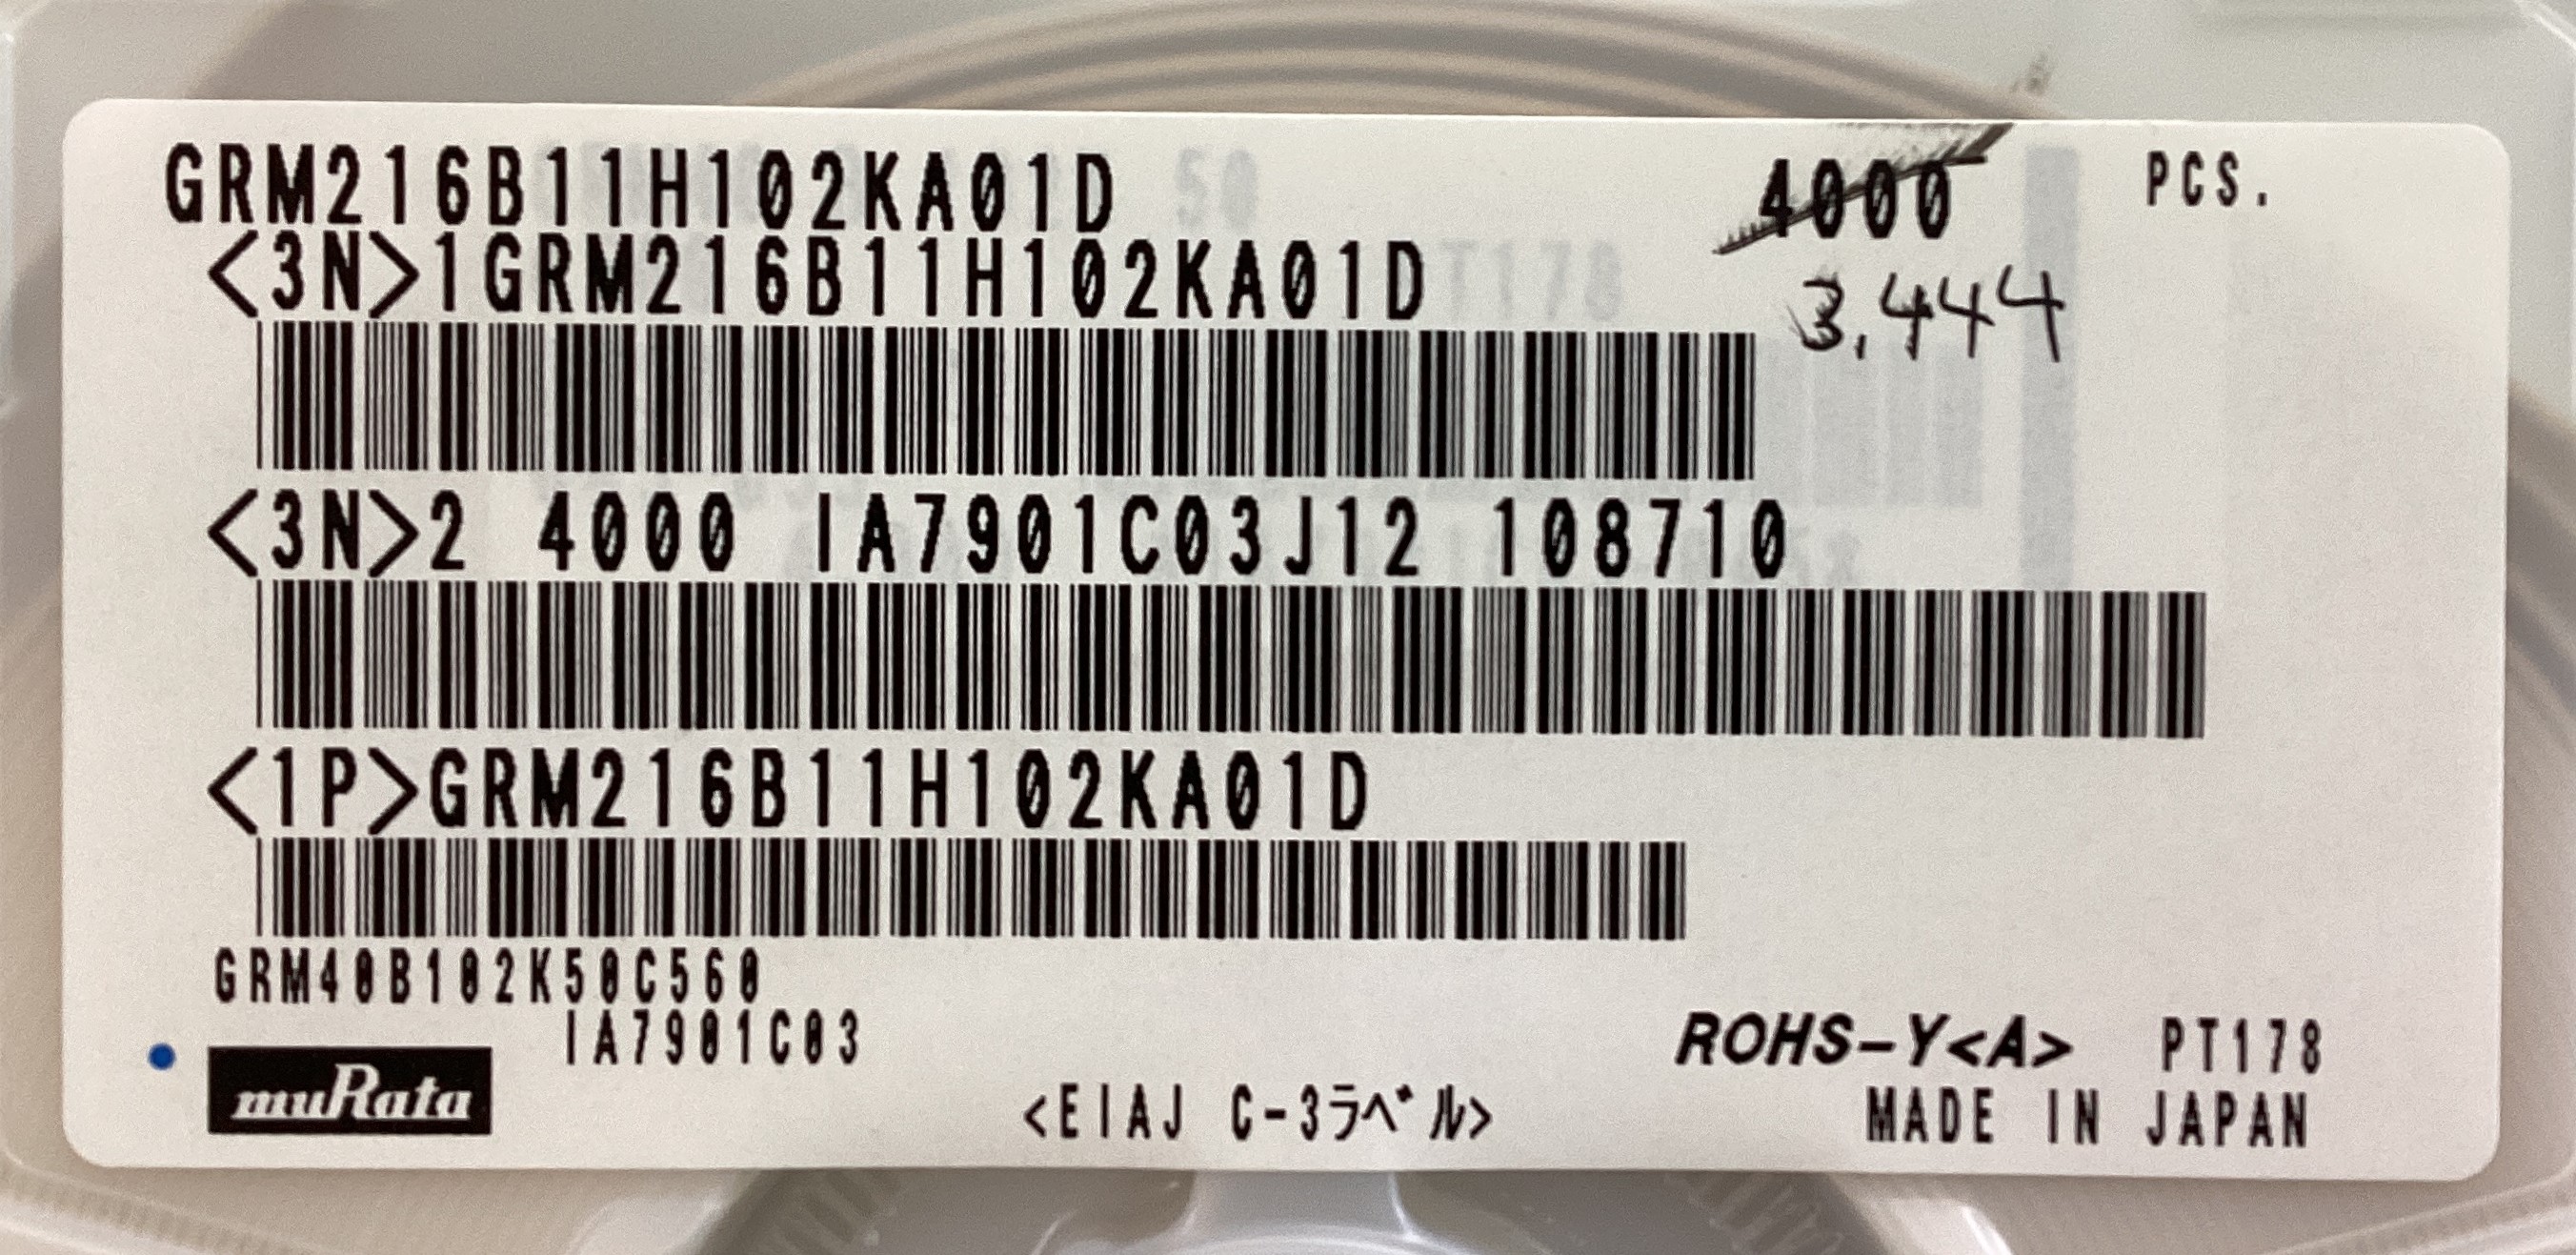 GRM216B11H102KA01D 4000 PCS.
<3N>1GRM216B11H102KA01D
3.444
<3N>2 4000 IA7901C03J12 108710
<1P>GRM216B11H102KA01D
GRM40B102K50C560
IA7901C03
ROHS-Y<A> PT178
muRata
<EIAJ C-3ラベル>
MADE IN JAPAN